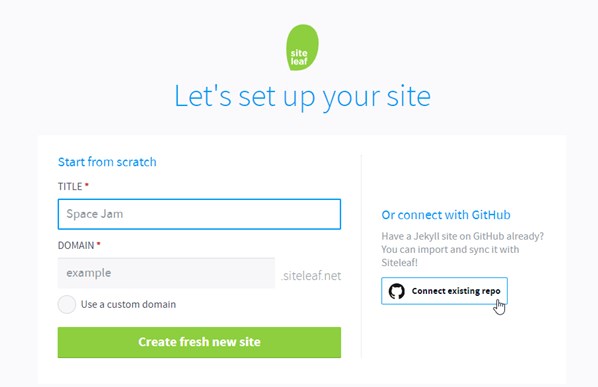 site
leaf
Let's set up your site
Start from scratch
TITLE *
Space Jam
DOMAIN *
example
.siteleaf.net
Use a custom domain
Create fresh new site
Or connect with GitHub
Have a Jekyll site on GitHub already?
You can import and sync it with
Siteleaf!
Connect existing repo